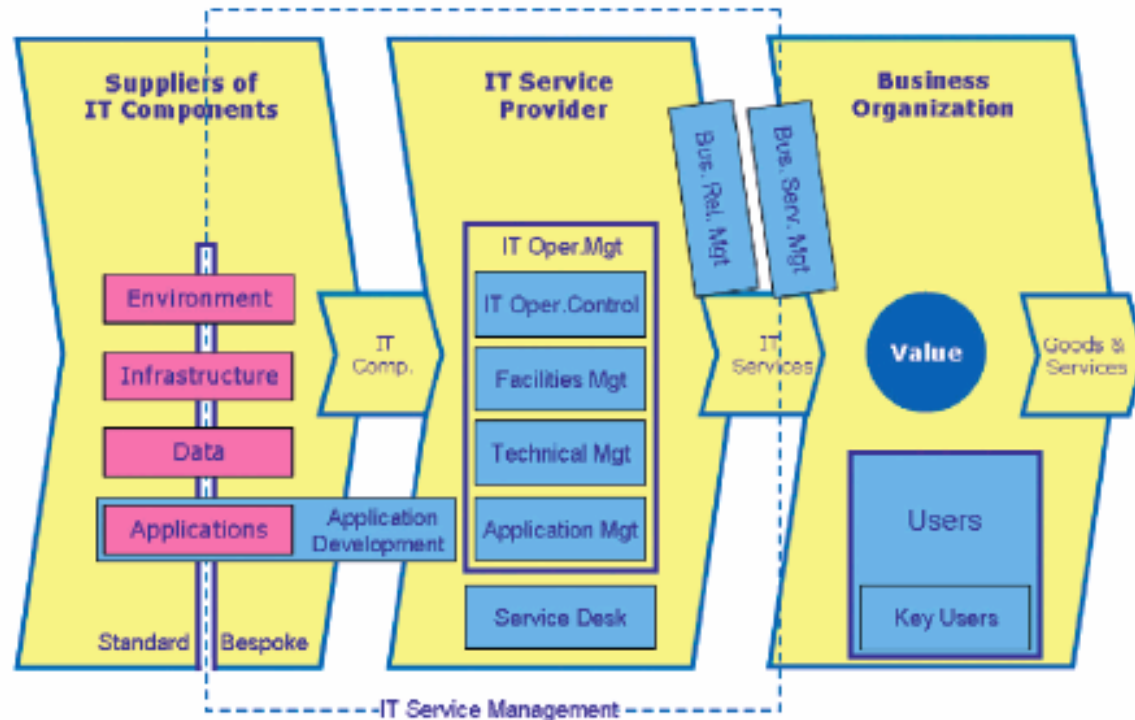 Suppliers of
IT Components
IT Service
Provider
Business
Organization
Bus. Rel. Mgt
Bus. Serv. Mgt
IT Oper.Mgt
Environment
IT Oper.Control
IT
Comp.
IT
Services
Value
Goods &
Services
Infrastructure
Facilities Mgt
Data
Technical Mgt
Applications
Application
Development
Application Mgt
Users
Service Desk
Key Users
Standard
Bespoke
IT Service Management